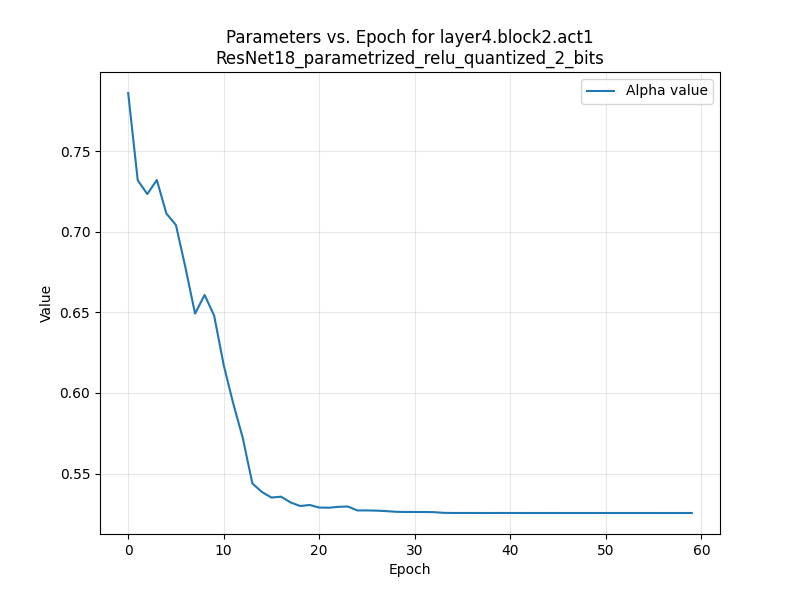 Parameters vs. Epoch for layer4.block2.act1
ResNet18_parametrized_relu_quantized_2_bits
Alpha value
0.75
0.70
0.65
0.60
0.55
Value
0 10 20 30 40 50 60
Epoch